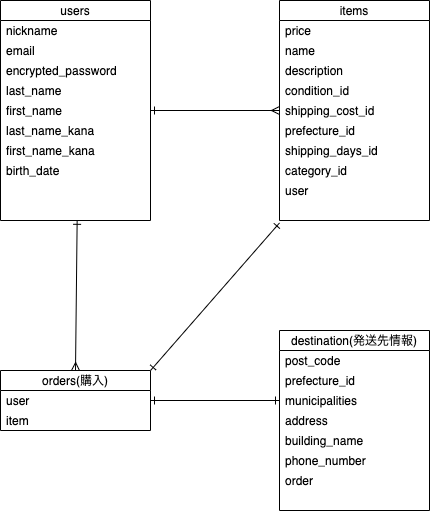 users
nickname
email
encrypted_password
last_name
first_name
last_name_kana
first_name_kana
birth_date
items
price
name
description
condition_id
shipping_cost_id
prefecture_id
shipping_days_id
category_id
user
orders(購入)
user
item
destination(発送先情報)
post_code
prefecture_id
municipalities
address
building_name
phone_number
order